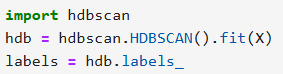 import hdbscan
hdb = hdbscan.HDBSCAN().fit(X)
labels = hdb.labels_